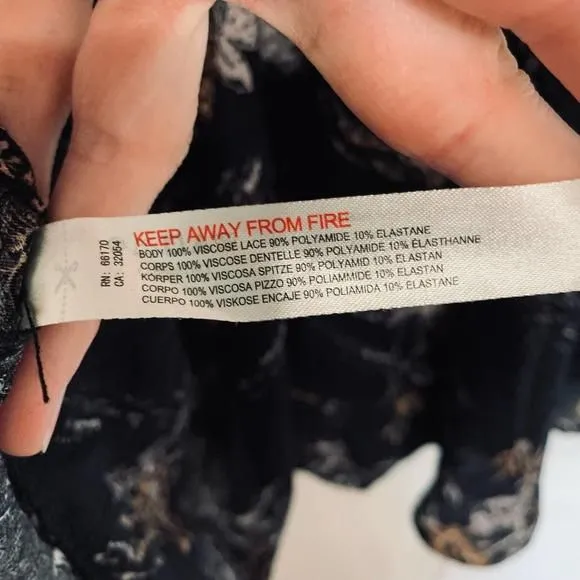 RN: 66170
CA: 32054
KEEP AWAY FROM FIRE
BODY 100% VISCOSE LACE 90% POLYAMIDE 10% ELASTANE
CORPS 100% VISCOSE DENTELLE 90% POLYAMIDE 10% ÉLASTHANNE
KÖRPER 100% VISCOSA SPITZE 90% POLYAMID 10% ELASTAN
CORPO 100% VISCOSA PIZZO 90% POLIAMMIDE 10% ELASTAN
CUERPO 100% VISKOSE ENCAJE 90% POLIAMIDA 10% ELASTANE